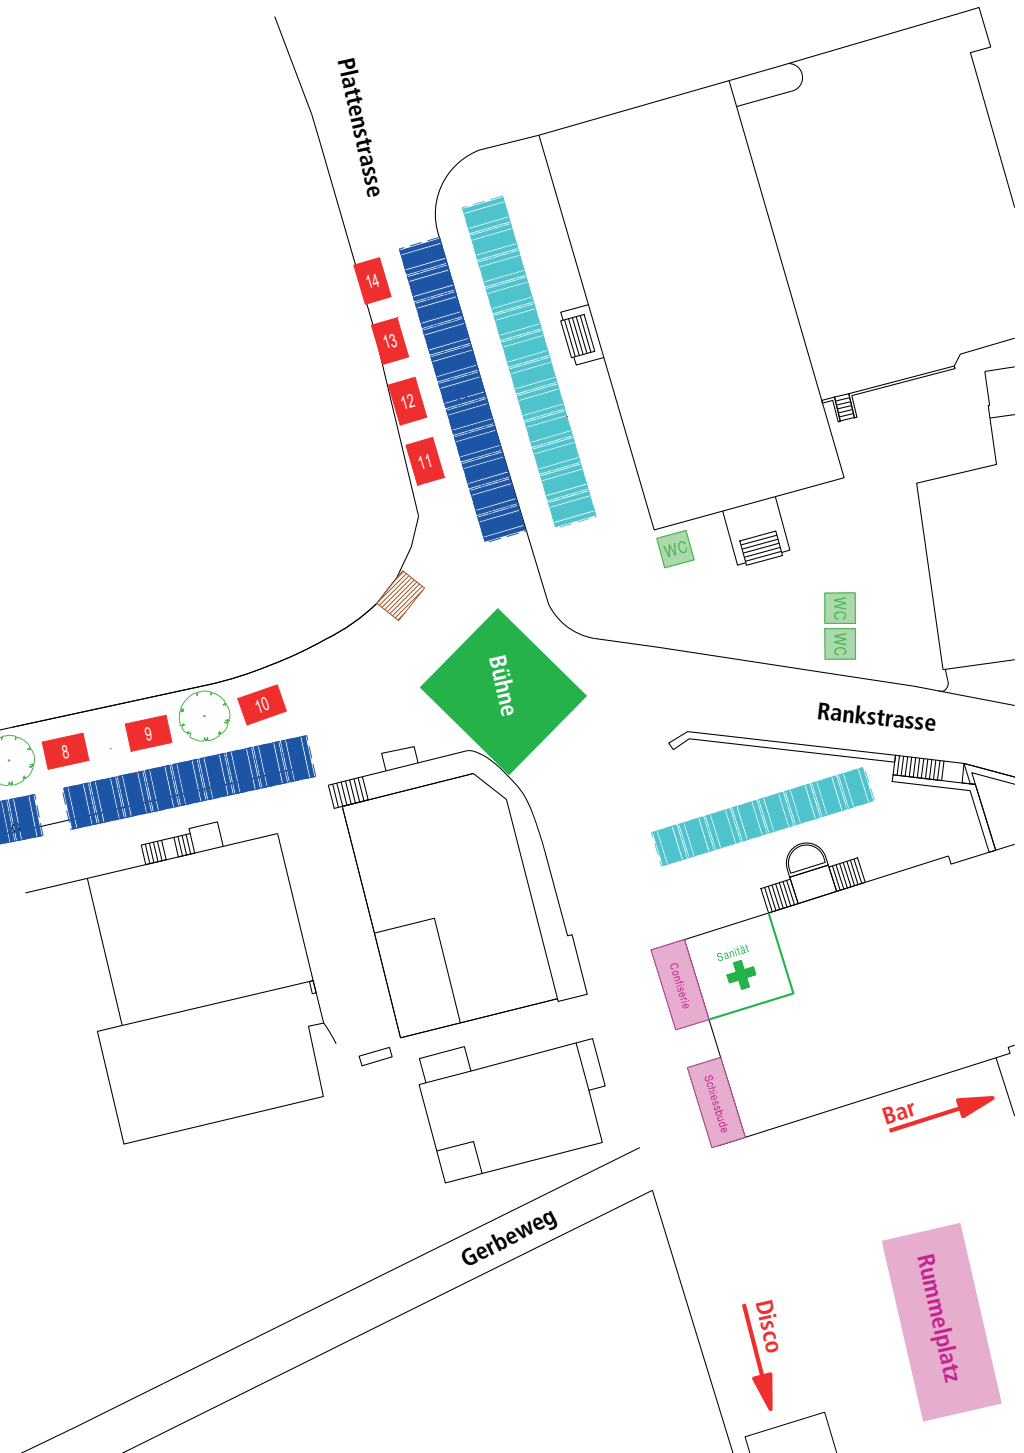 Plattenstrasse
14
13
12
11
WC
WC
WC
Bühne
10
9
8
Rankstrasse
Sanität
Confiserie
Schiessbude
Bar
Gerbeweg
Disco
Rummelplatz